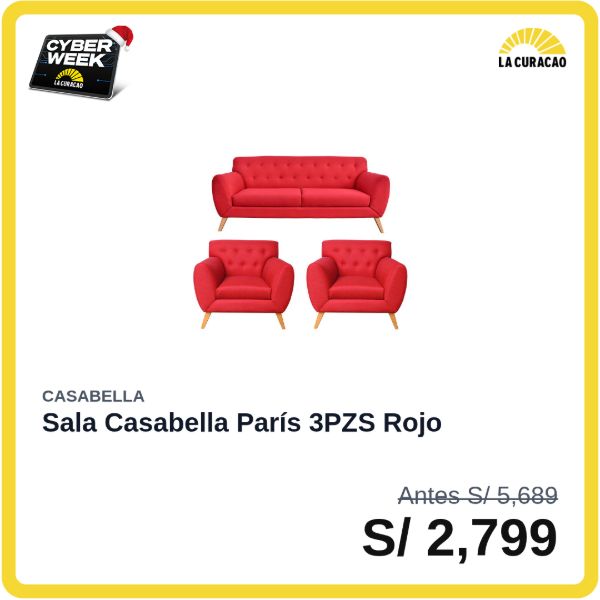 CYBER
WEEK
LA CURACAO
LA CURACAO
CASABELLA
Sala Casabella París 3PZS Rojo
Antes S/ 5,689
S/ 2,799